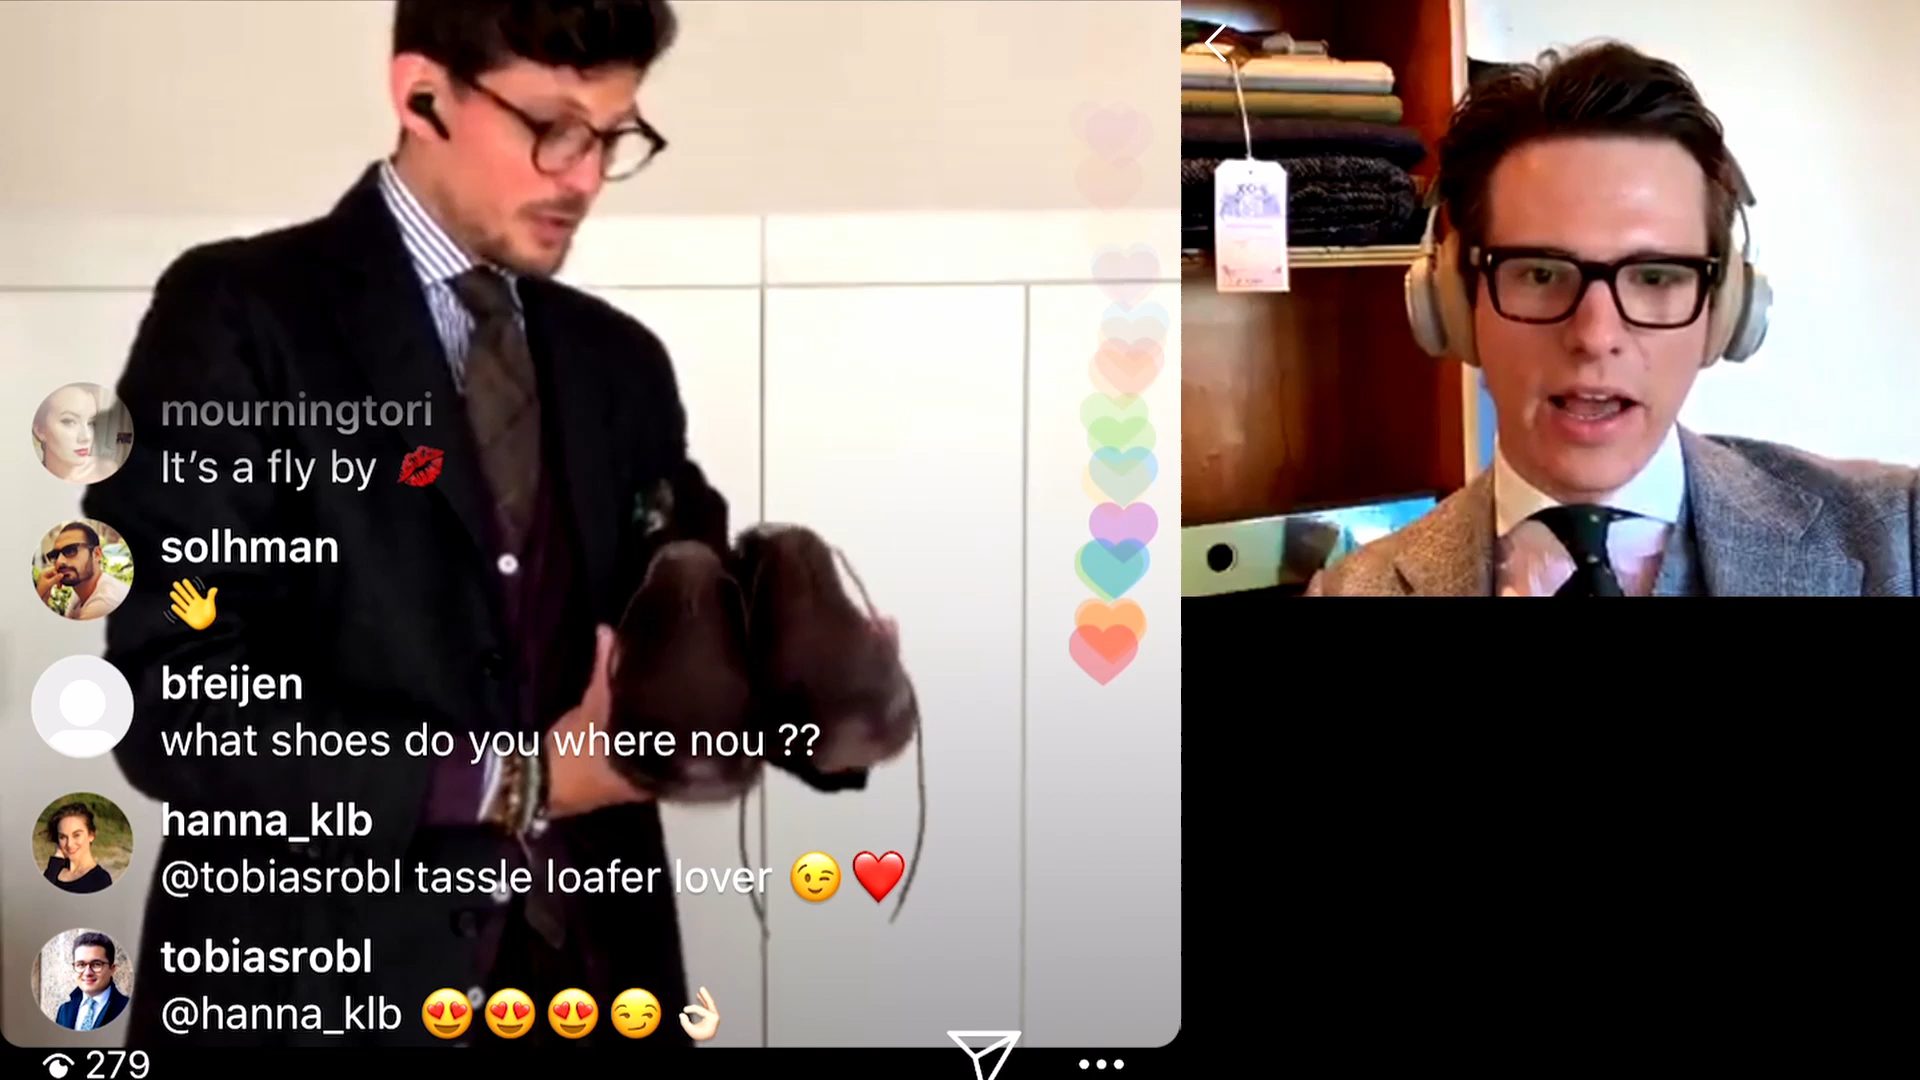 mourningtori
It's a fly by 💋
solhman
👋
bfeijen
what shoes do you where nou ??
hanna_klb
@tobiasrobl tassle loafer lover 😉❤️
tobiasrobl
@hanna_klb 😍😍😍😏👌🏻
279